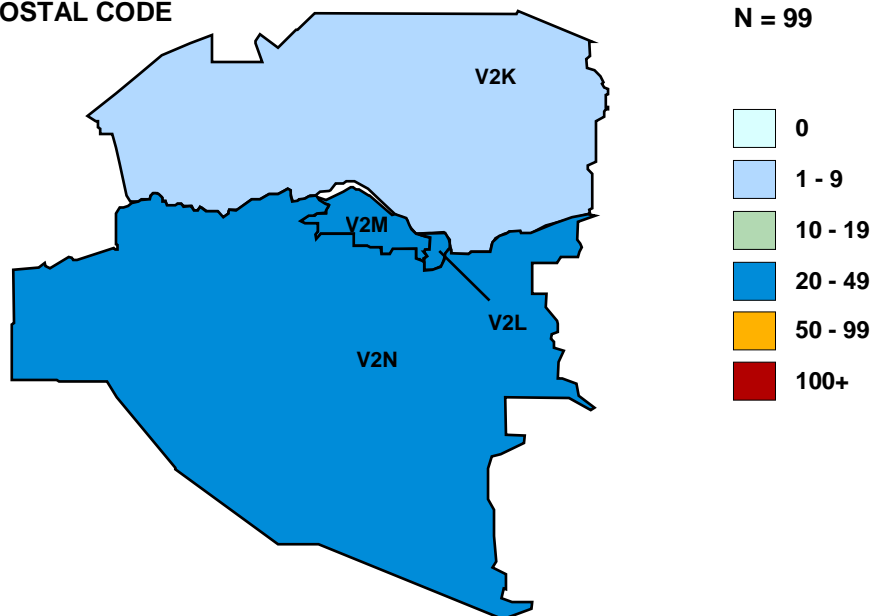 OSTAL CODE
N = 99
V2K
V2M
V2L
V2N
0
1 - 9
10 - 19
20 - 49
50 - 99
100+